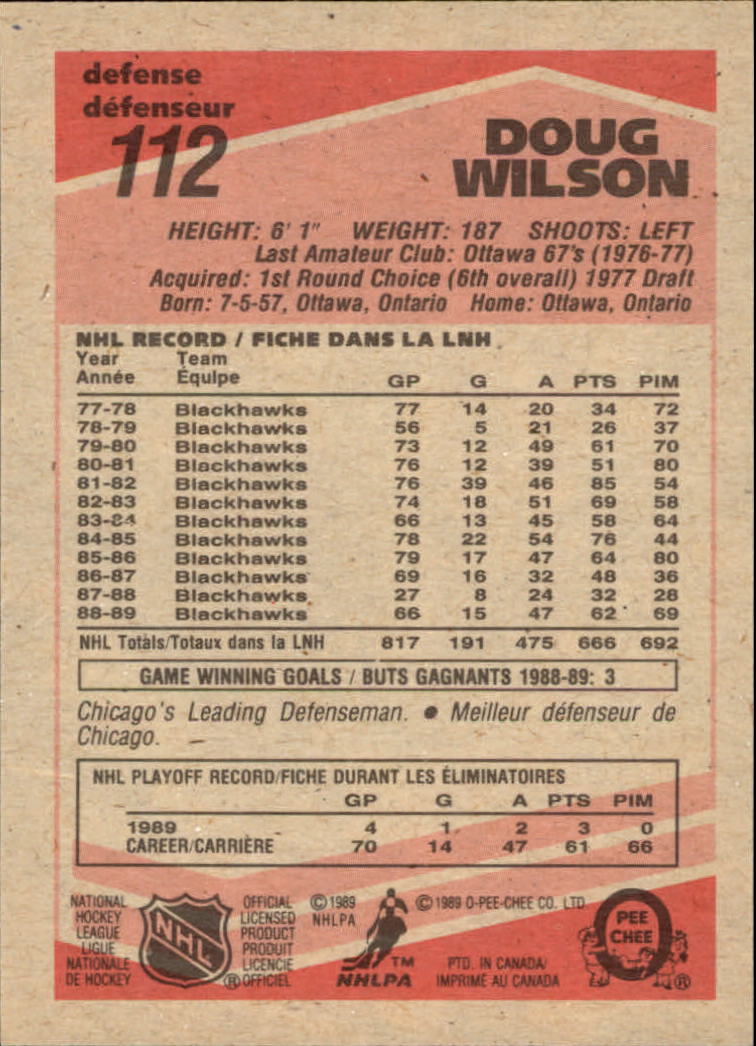 defense
défenseur
112
DOUG
WILSON
HEIGHT: 6' 1" WEIGHT: 187 SHOOTS: LEFT
Last Amateur Club: Ottawa 67's (1976-77)
Acquired: 1st Round Choice (6th overall) 1977 Draft
Born: 7-5-57, Ottawa, Ontario Home: Ottawa, Ontario
NHL RECORD / FICHE DANS LA LNH
Year Team
Année Équipe GP G A PTS PIM
77-78 Blackhawks 77 14 20 34 72
78-79 Blackhawks 56 5 21 26 37
79-80 Blackhawks 73 12 49 61 70
80-81 Blackhawks 76 12 39 51 80
81-82 Blackhawks 76 39 46 85 54
82-83 Blackhawks 74 18 51 69 58
83-84 Blackhawks 66 13 45 58 64
84-85 Blackhawks 78 22 54 76 44
85-86 Blackhawks 79 17 47 64 80
86-87 Blackhawks 69 16 32 48 36
87-88 Blackhawks 27 8 24 32 28
88-89 Blackhawks 66 15 47 62 69
NHL Totals/Totaux dans la LNH 817 191 475 666 692
GAME WINNING GOALS / BUTS GAGNANTS 1988-89: 3
Chicago's Leading Defenseman. ● Meilleur défenseur de
Chicago.
NHL PLAYOFF RECORD/FICHE DURANT LES ÉLIMINATOIRES
GP G A PTS PIM
1989 4 1 2 3 0
CAREER/CARRIÈRE 70 14 47 61 66
NATIONAL
HOCKEY
LEAGUE
LIGUE
NATIONALE
DE HOCKEY
NHL
®
OFFICIAL
LICENSED
PRODUCT
PRODUIT
LICENCIE
OFFICIEL
© 1989
NHLPA
TM
NHLPA
© 1989 O-PEE-CHEE CO. LTD
PTD. IN CANADA/
IMPRIMÉ AU CANADA
O
PEE
CHEE
®